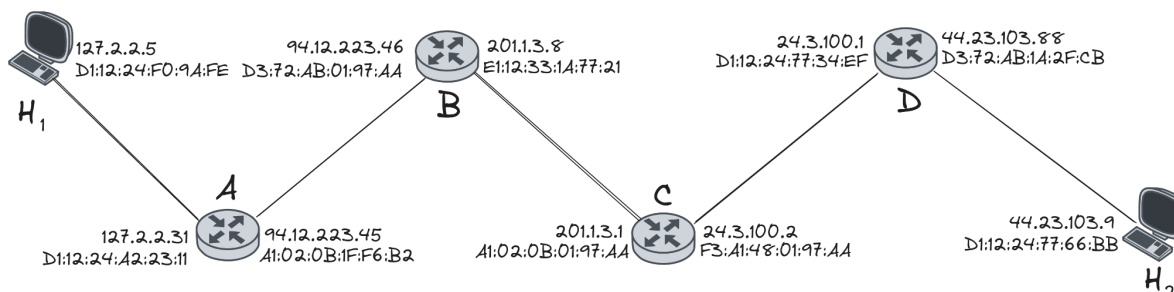 127.2.2.5
D1:12:24:F0:9A:FE
H1
94.12.223.46
D3:72:AB:01:97:AA
201.1.3.8
E1:12:33:1A:77:21
B
24.3.100.1
D1:12:24:77:34:EF
44.23.103.88
D3:72:AB:1A:2F:CB
D
A
127.2.2.31
D1:12:24:A2:23:11
94.12.223.45
A1:02:0B:1F:F6:B2
C
201.1.3.1
A1:02:0B:01:97:AA
24.3.100.2
F3:A1:48:01:97:AA
44.23.103.9
D1:12:24:77:66:BB
H2